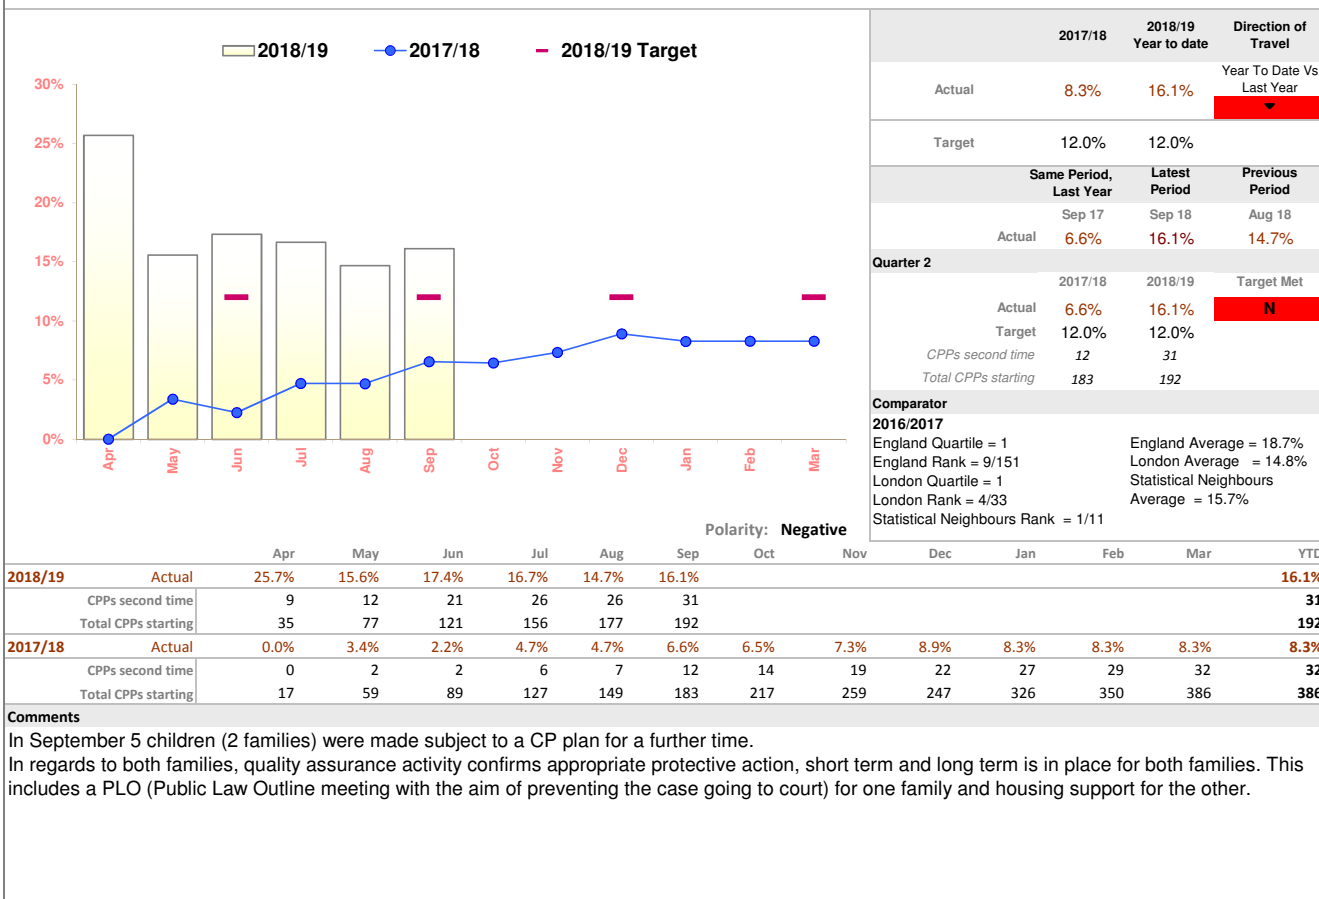 2018/19 2017/18 2018/19 Target
30%
25%
20%
15%
10%
5%
0%
Apr May Jun Jul Aug Sep Oct Nov Dec Jan Feb Mar
Polarity: Negative
2017/18 2018/19 Year to date Direction of Travel
Actual 8.3% 16.1% Year To Date Vs Last Year
Target 12.0% 12.0%
Same Period, Last Year Latest Period Previous Period
Sep 17 Sep 18 Aug 18
Actual 6.6% 16.1% 14.7%
Quarter 2
2017/18 2018/19 Target Met
Actual 6.6% 16.1% N
Target 12.0% 12.0%
CPPs second time 12 31
Total CPPs starting 183 192
Comparator
2016/2017
England Quartile = 1 England Average = 18.7%
England Rank = 9/151 London Average = 14.8%
London Quartile = 1 Statistical Neighbours
London Rank = 4/33 Average = 15.7%
Statistical Neighbours Rank = 1/11
Apr May Jun Jul Aug Sep Oct Nov Dec Jan Feb Mar YTD
2018/19 Actual 25.7% 15.6% 17.4% 16.7% 14.7% 16.1% 16.1%
CPPs second time 9 12 21 26 26 31 31
Total CPPs starting 35 77 121 156 177 192 192
2017/18 Actual 0.0% 3.4% 2.2% 4.7% 4.7% 6.6% 6.5% 7.3% 8.9% 8.3% 8.3% 8.3% 8.3%
CPPs second time 0 2 2 6 7 12 14 19 22 27 29 32 32
Total CPPs starting 17 59 89 127 149 183 217 259 247 326 350 386 386
Comments
In September 5 children (2 families) were made subject to a CP plan for a further time.
In regards to both families, quality assurance activity confirms appropriate protective action, short term and long term is in place for both families. This
includes a PLO (Public Law Outline meeting with the aim of preventing the case going to court) for one family and housing support for the other.